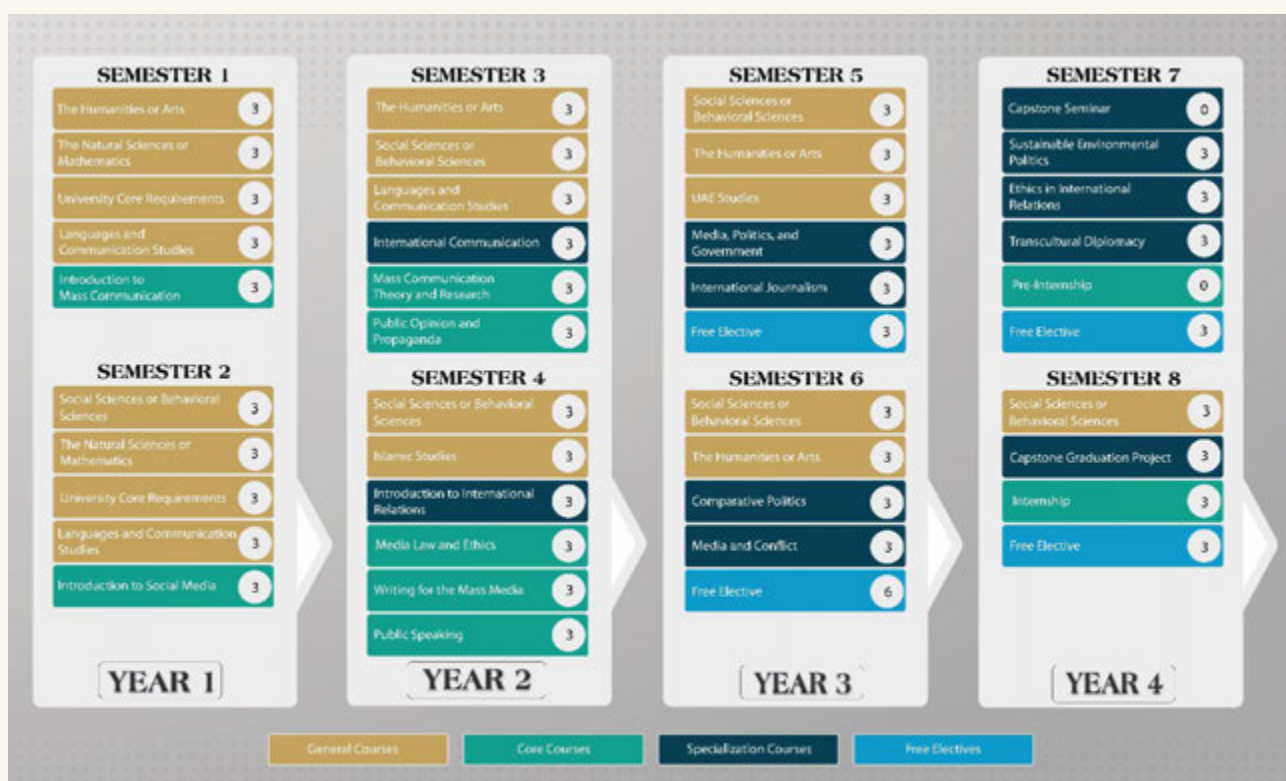 SEMESTER 1
The Humanities or Arts 3
The Natural Sciences or
Mathematics 3
University Core Requirements 3
Languages and
Communication Studies 3
Introduction to
Mass Communication 3
SEMESTER 2
Social Sciences or Behavioral
Sciences 3
The Natural Sciences or
Mathematics 3
University Core Requirements 3
Languages and Communication
Studies 3
Introduction to Social Media 3
YEAR 1
SEMESTER 3
The Humanities or Arts 3
Social Sciences or
Behavioral Sciences 3
Languages and
Communication Studies 3
International Communication 3
Mass Communication
Theory and Research 3
Public Opinion and
Propaganda 3
SEMESTER 4
Social Sciences or Behavioral
Sciences 3
Islamic Studies 3
Introduction to International
Relations 3
Media Law and Ethics 3
Writing for the Mass Media 3
Public Speaking 3
YEAR 2
SEMESTER 5
Social Sciences or
Behavioral Sciences 3
The Humanities or Arts 3
UAE Studies 3
Media, Politics, and
Government 3
International Journalism 3
Free Elective 3
SEMESTER 6
Social Sciences or
Behavioral Sciences 3
The Humanities or Arts 3
Comparative Politics 3
Media and Conflict 3
Free Elective 6
YEAR 3
SEMESTER 7
Capstone Seminar 0
Sustainable Environmental
Politics 3
Ethics in International
Relations 3
Transcultural Diplomacy 3
Pre-Internship 0
Free Elective 3
SEMESTER 8
Social Sciences or
Behavioral Sciences 3
Capstone Graduation Project 3
Internship 3
Free Elective 3
YEAR 4
General Courses
Core Courses
Specialization Courses
Free Electives